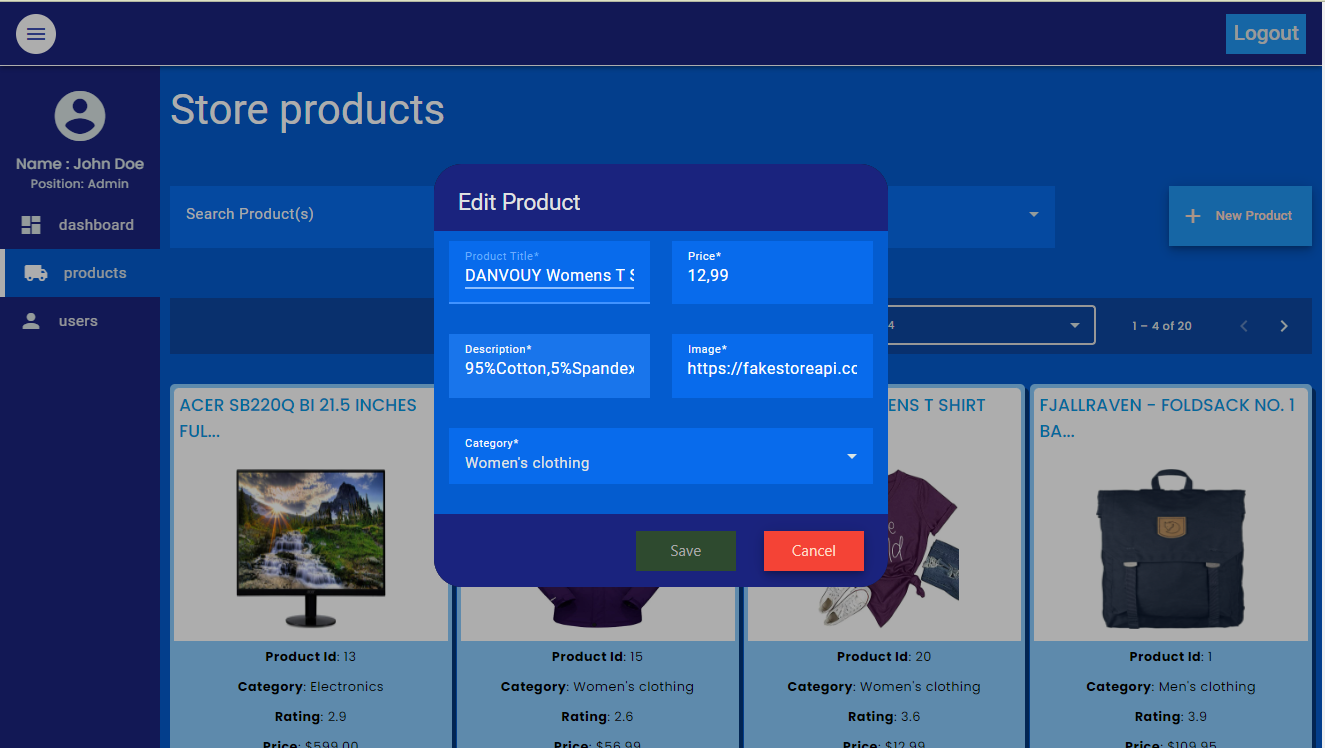 Logout
Name : John Doe
Position: Admin
dashboard
products
users
Store products
Search Product(s)
New Product
4
1 – 4 of 20
Edit Product
Product Title*
DANVOUY Womens T S
Price*
12,99
Description*
95%Cotton,5%Spandex
Image*
https://fakestoreapi.cc
Category*
Women's clothing
Save
Cancel
ACER SB220Q BI 21.5 INCHES
FUL...
Product Id: 13
Category: Electronics
Rating: 2.9
Price: $599.00
Product Id: 15
Category: Women's clothing
Rating: 2.6
Price: $56.99
ENS T SHIRT
Product Id: 20
Category: Women's clothing
Rating: 3.6
Price: $12.99
FJALLRAVEN - FOLDSACK NO. 1
BA...
Product Id: 1
Category: Men's clothing
Rating: 3.9
Price: $109.95